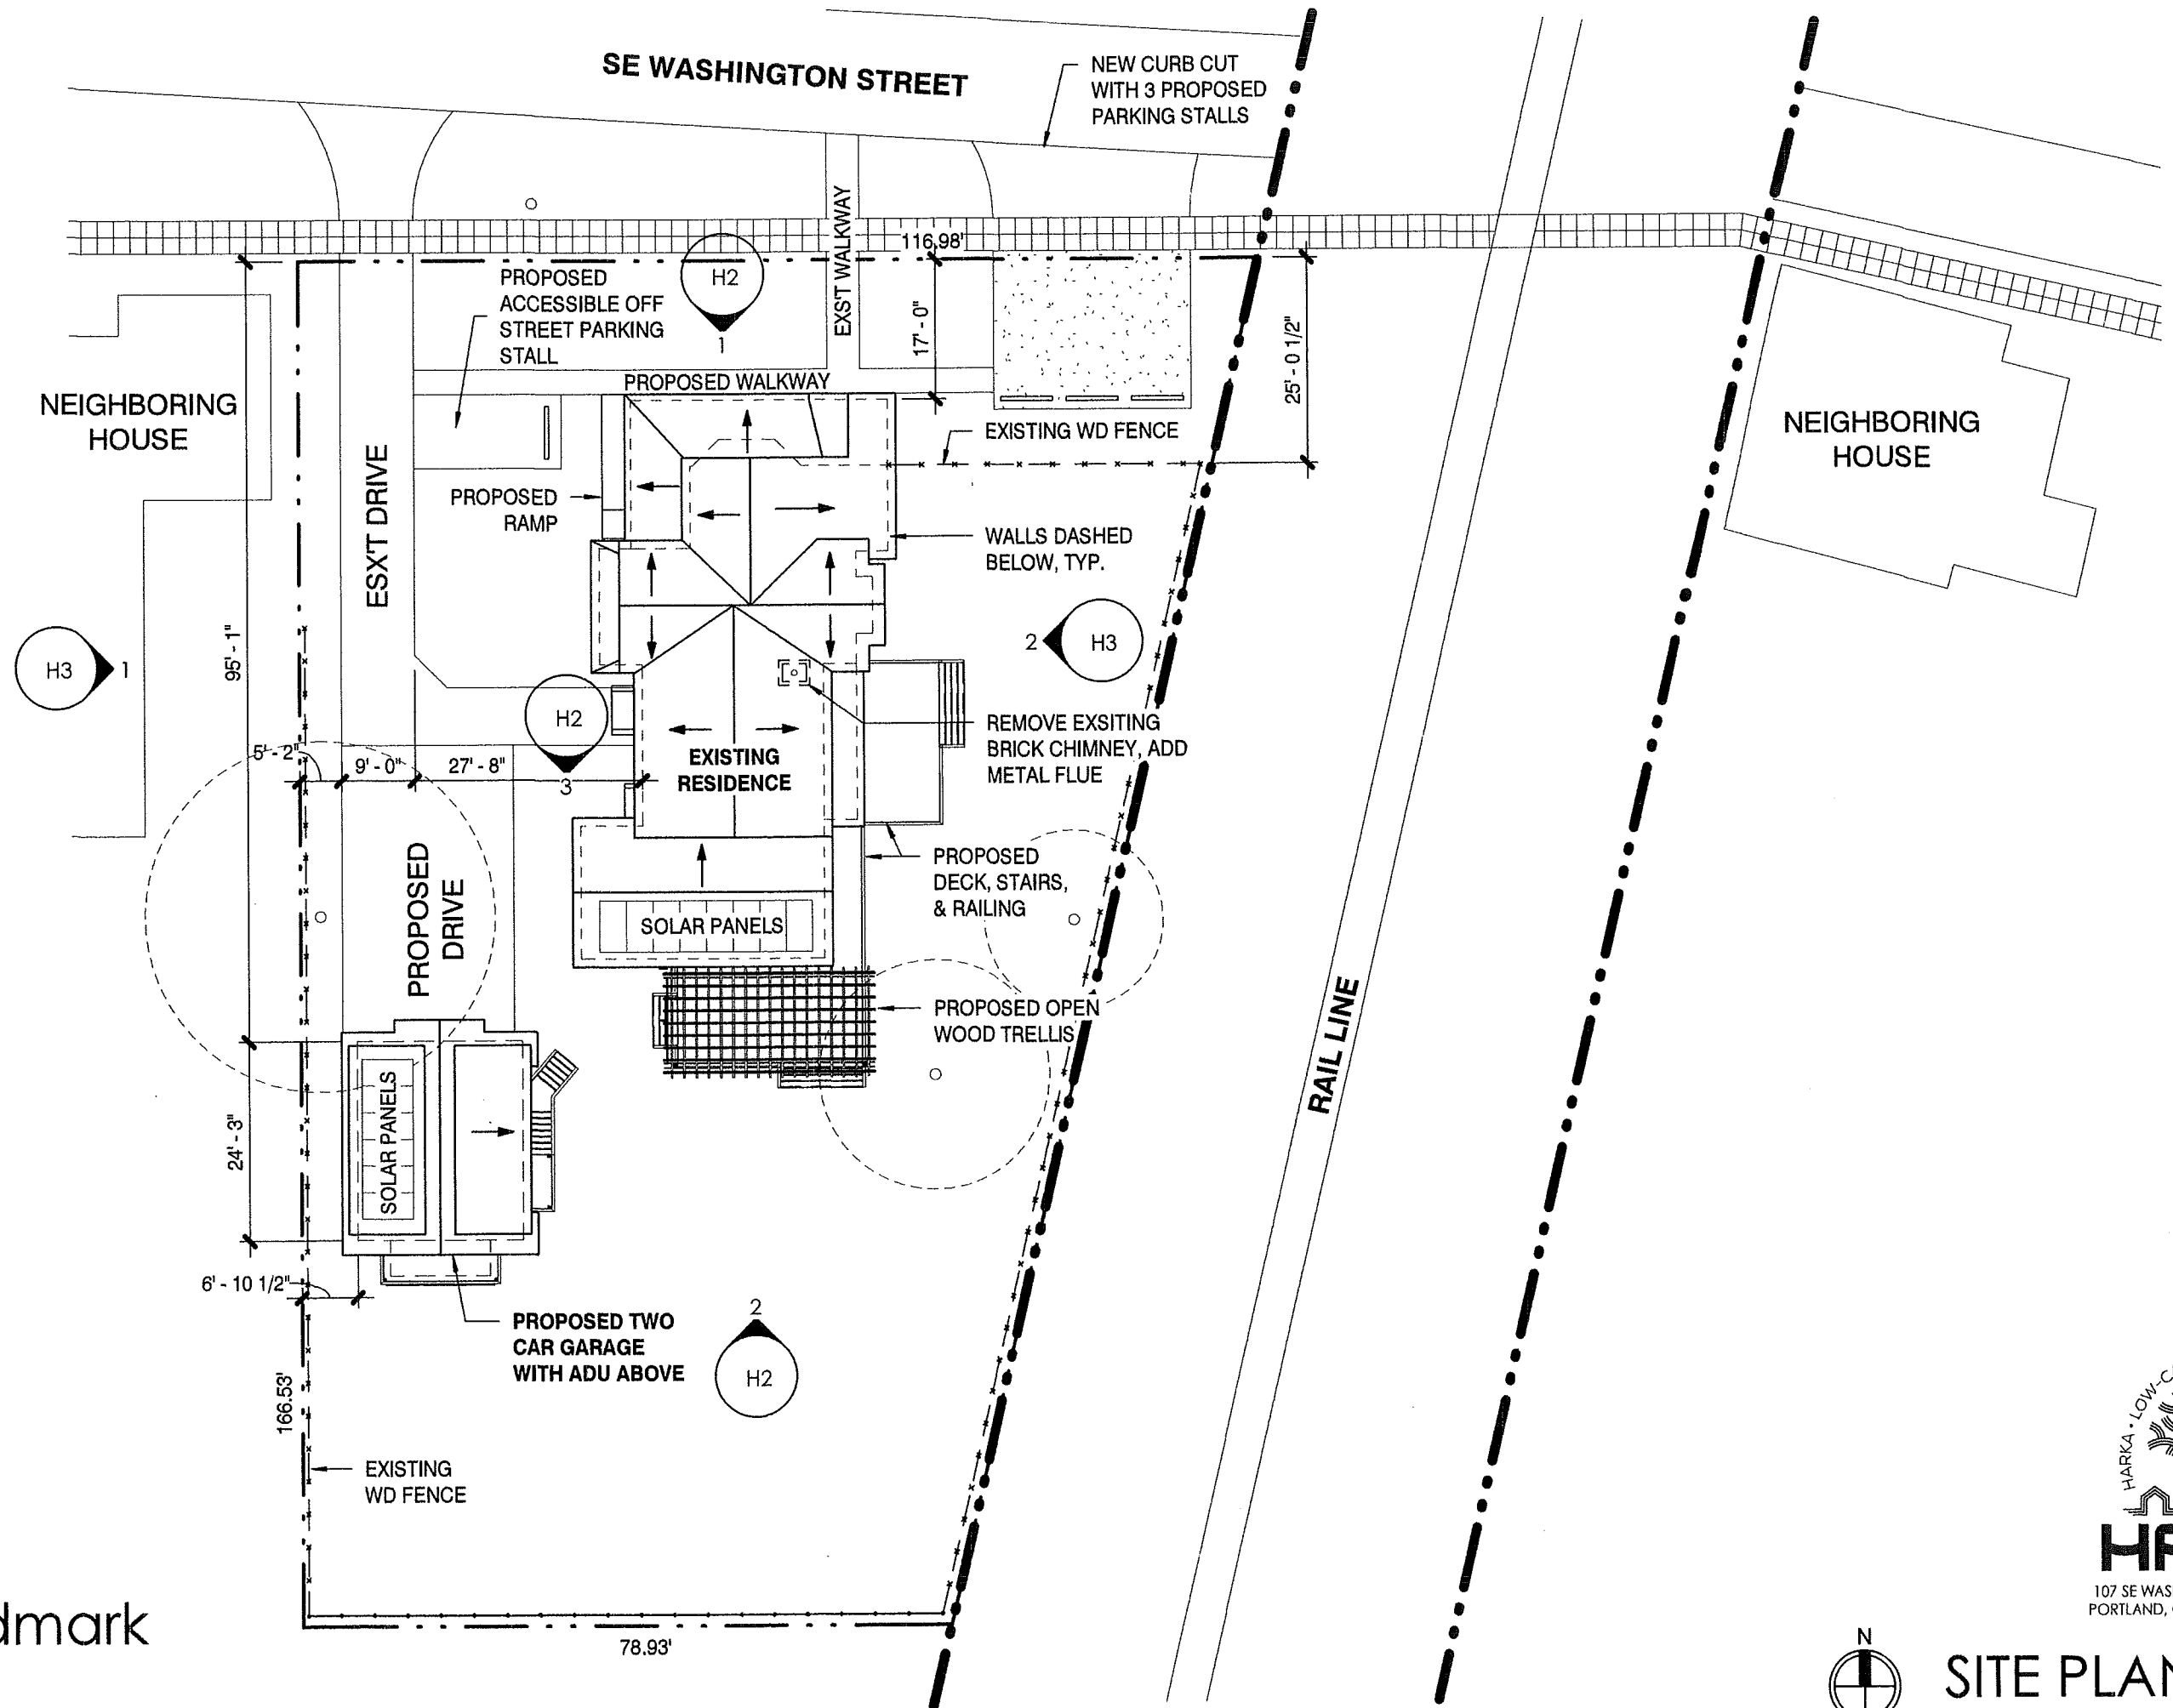 SE WASHINGTON STREET
NEW CURB CUT
WITH 3 PROPOSED
PARKING STALLS
EXS'T WALKWAY
116.98'
PROPOSED
ACCESSIBLE OFF
STREET PARKING
STALL
H2
1
17' - 0"
25' - 0 1/2"
NEIGHBORING
HOUSE
PROPOSED WALKWAY
EXISTING WD FENCE
NEIGHBORING
HOUSE
ESX'T DRIVE
PROPOSED
RAMP
WALLS DASHED
BELOW, TYP.
95' - 1"
H3
1
2
H3
H2
3
REMOVE EXSITING
BRICK CHIMNEY, ADD
METAL FLUE
5' - 2"
9' - 0"
27' - 8"
EXISTING
RESIDENCE
PROPOSED
DRIVE
PROPOSED
DECK, STAIRS,
& RAILING
SOLAR PANELS
PROPOSED OPEN
WOOD TRELLIS
RAIL LINE
SOLAR PANELS
24' - 3"
6' - 10 1/2"
PROPOSED TWO
CAR GARAGE
WITH ADU ABOVE
2
H2
166.53'
EXISTING
WD FENCE
HARKA • LOW-C
107 SE WAS
PORTLAND,
dmark
78.93'
N
SITE PLAN